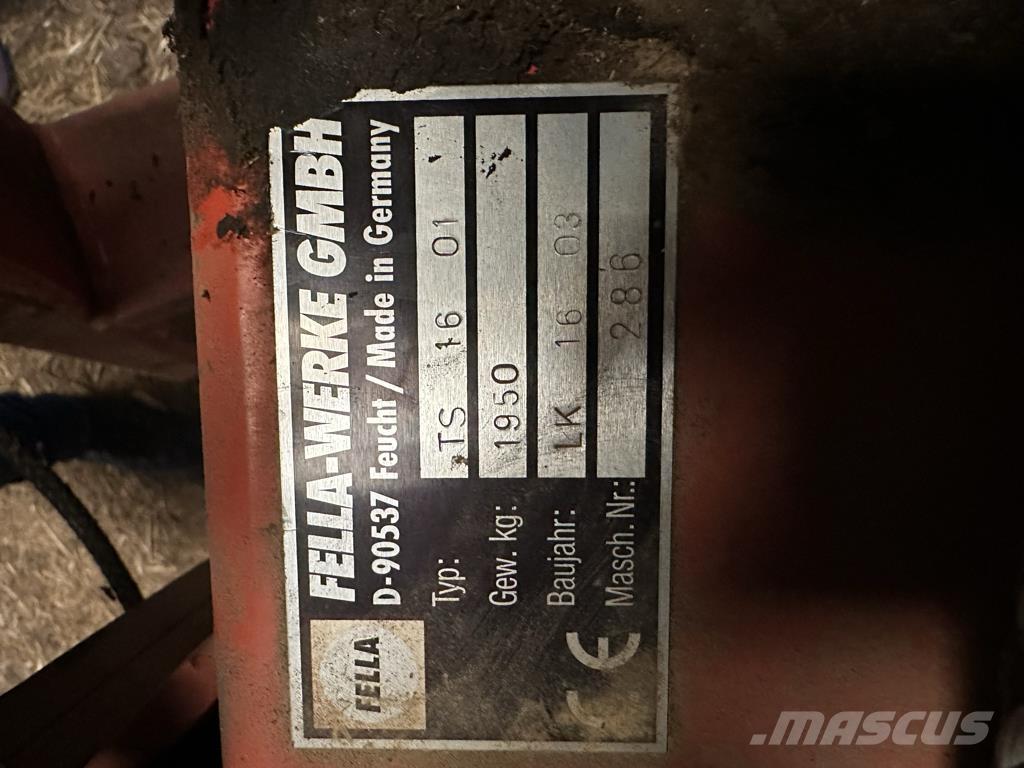 FELLA-WERKE GMBH
D-90537 Feucht / Made in Germany
Typ: TS 16 01
Gew. kg: 1950
Baujahr: LK 16 03
Masch. Nr.: 286
FELLA
CE
MASCUS